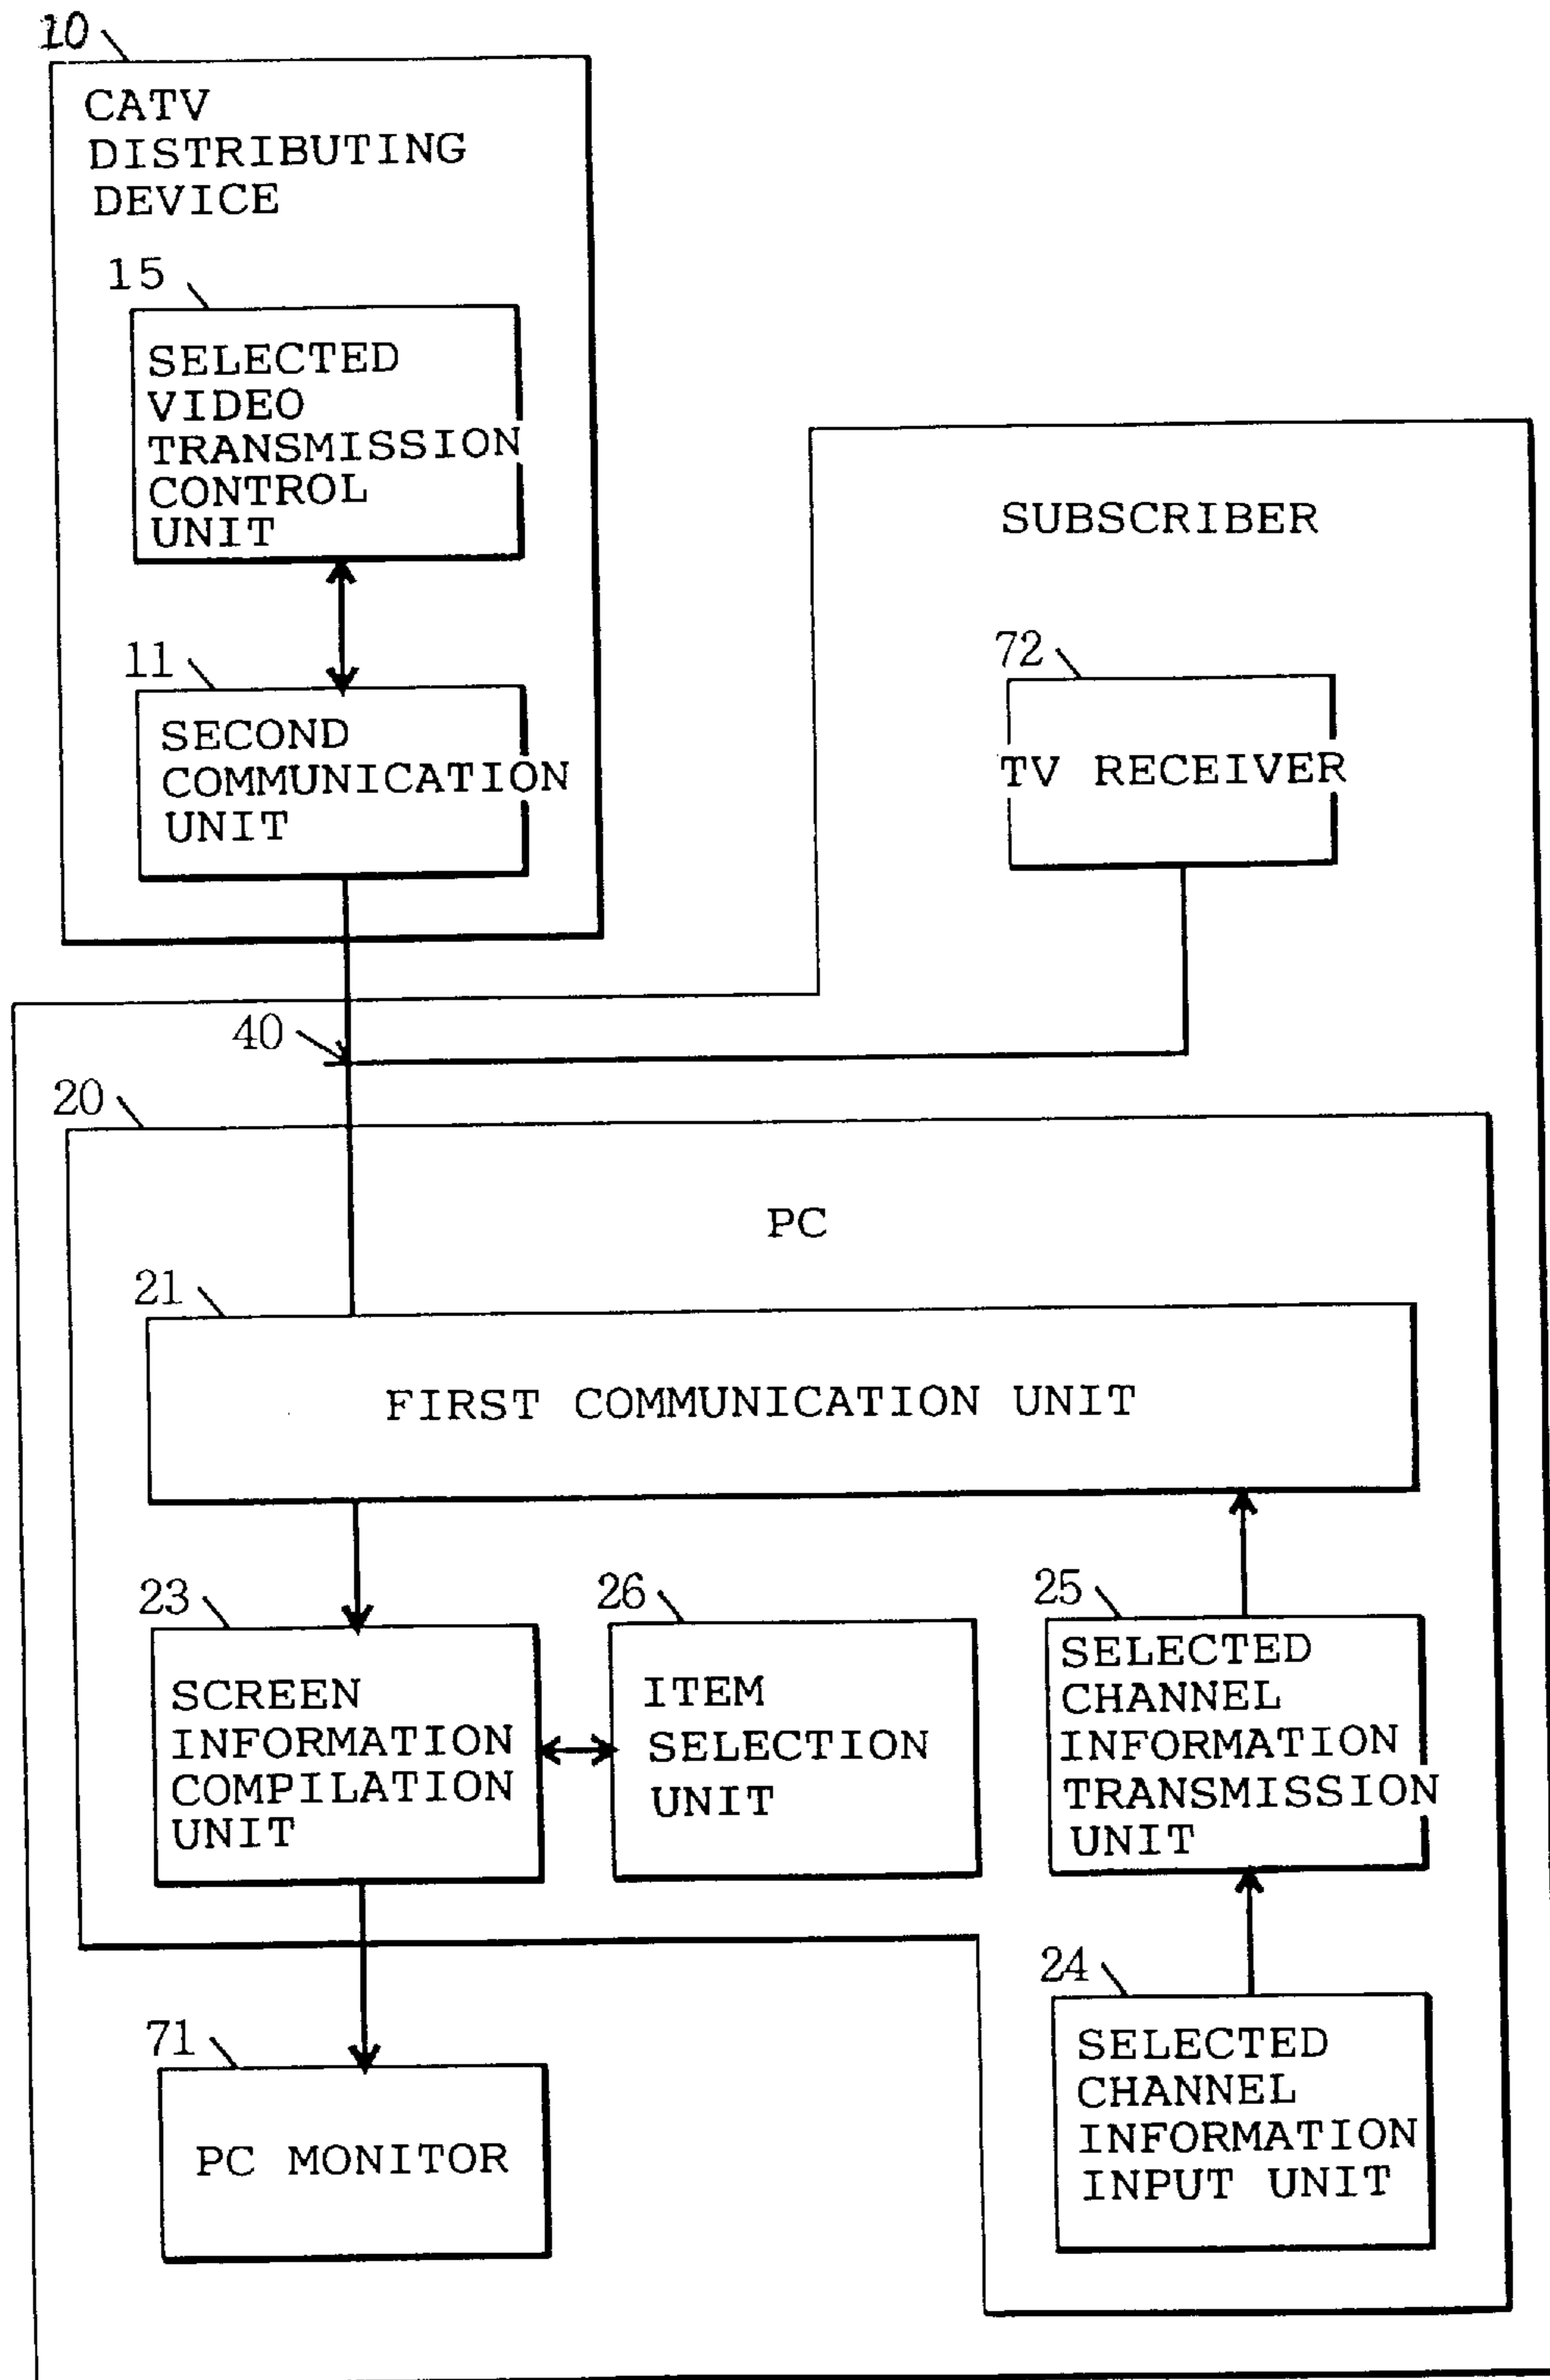 10
CATV
DISTRIBUTING
DEVICE
15
SELECTED
VIDEO
TRANSMISSION
CONTROL
UNIT
11
SECOND
COMMUNICATION
UNIT
SUBSCRIBER
72
TV RECEIVER
40
20
PC
21
FIRST COMMUNICATION UNIT
23
SCREEN
INFORMATION
COMPILATION
UNIT
26
ITEM
SELECTION
UNIT
25
SELECTED
CHANNEL
INFORMATION
TRANSMISSION
UNIT
24
SELECTED
CHANNEL
INFORMATION
INPUT UNIT
71
PC MONITOR